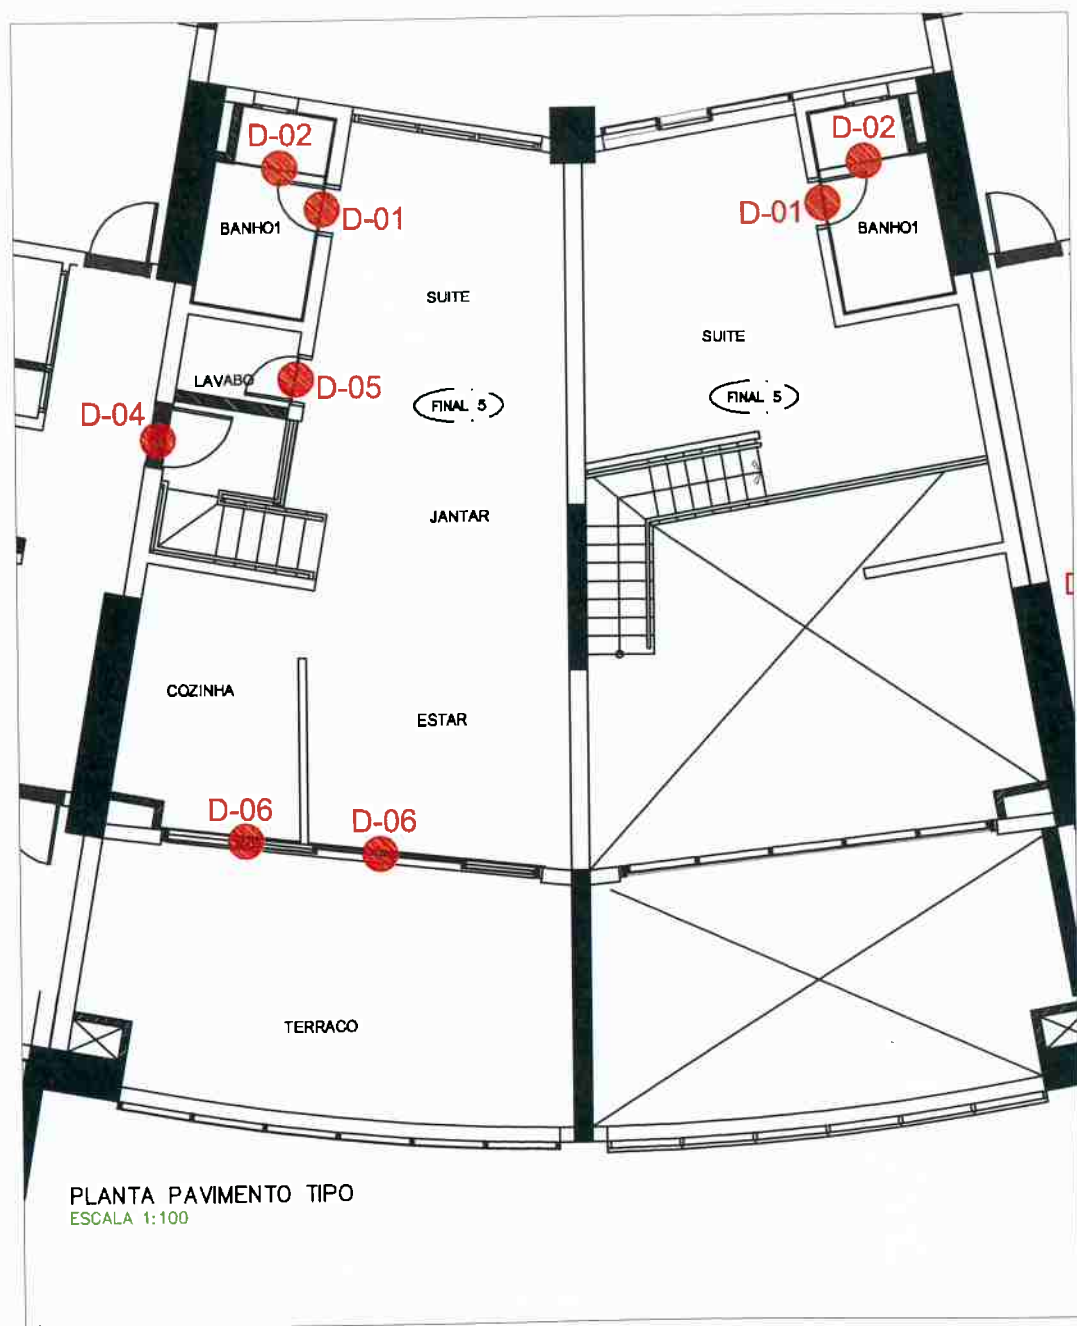 D-02
D-02
D-01
D-01
BANHO1
BANHO1
SUITE
SUITE
LAVABO
D-05
FINAL 5
FINAL 5
D-04
JANTAR
COZINHA
ESTAR
D-06
D-06
TERRACO
PLANTA PAVIMENTO TIPO
ESCALA 1:100